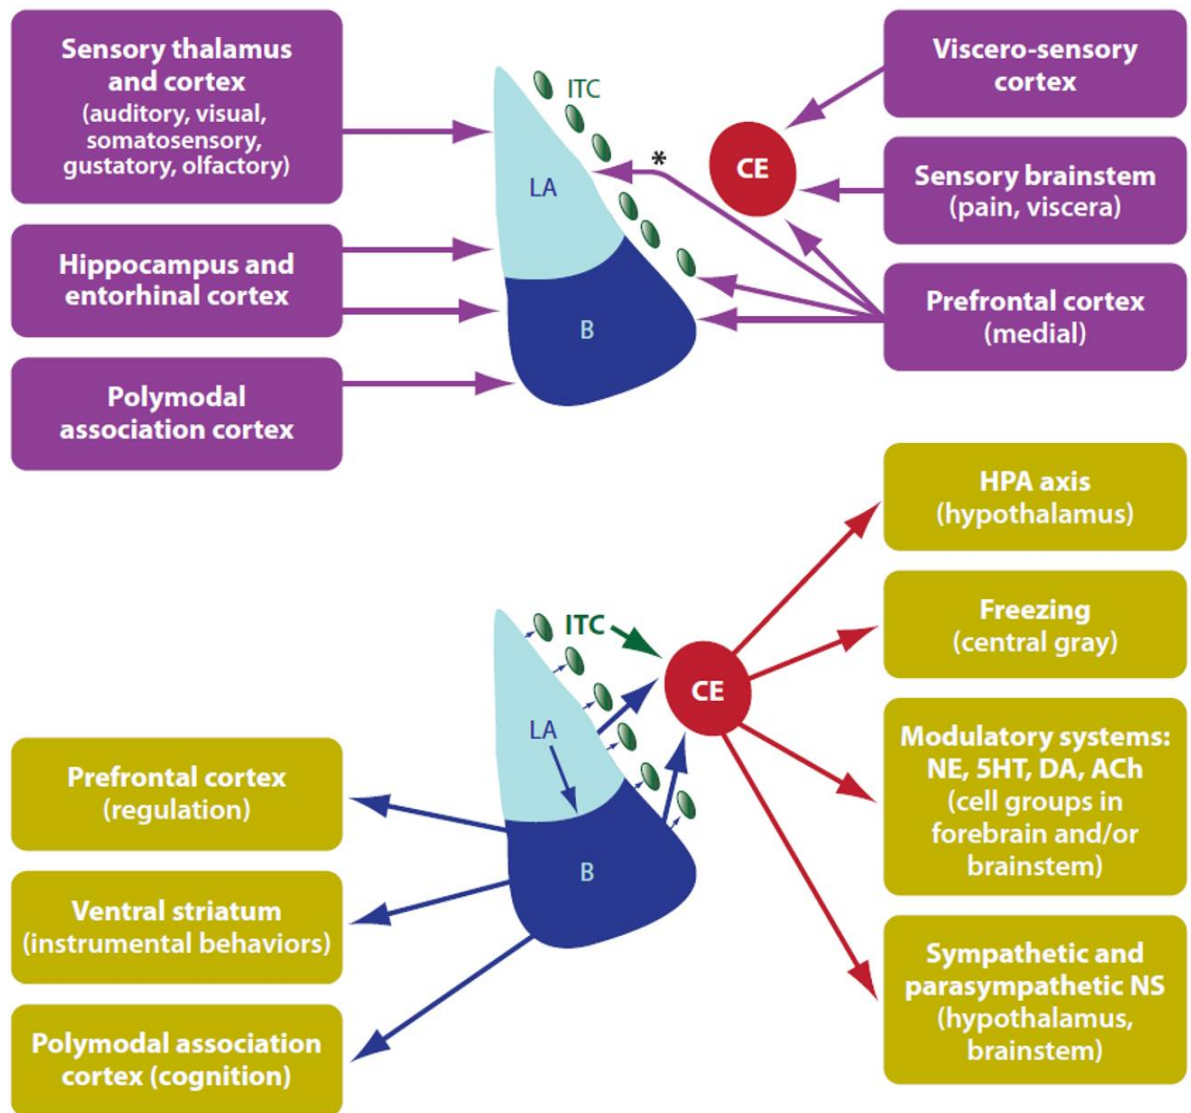 Sensory thalamus
and cortex
(auditory, visual,
somatosensory,
gustatory, olfactory)
Hippocampus and
entorhinal cortex
Polymodal
association cortex
ITC
LA
B
*
CE
Viscero-sensory
cortex
Sensory brainstem
(pain, viscera)
Prefrontal cortex
(medial)
Prefrontal cortex
(regulation)
Ventral striatum
(instrumental behaviors)
Polymodal association
cortex (cognition)
ITC
LA
B
CE
HPA axis
(hypothalamus)
Freezing
(central gray)
Modulatory systems:
NE, 5HT, DA, ACh
(cell groups in
forebrain and/or
brainstem)
Sympathetic and
parasympathetic NS
(hypothalamus,
brainstem)